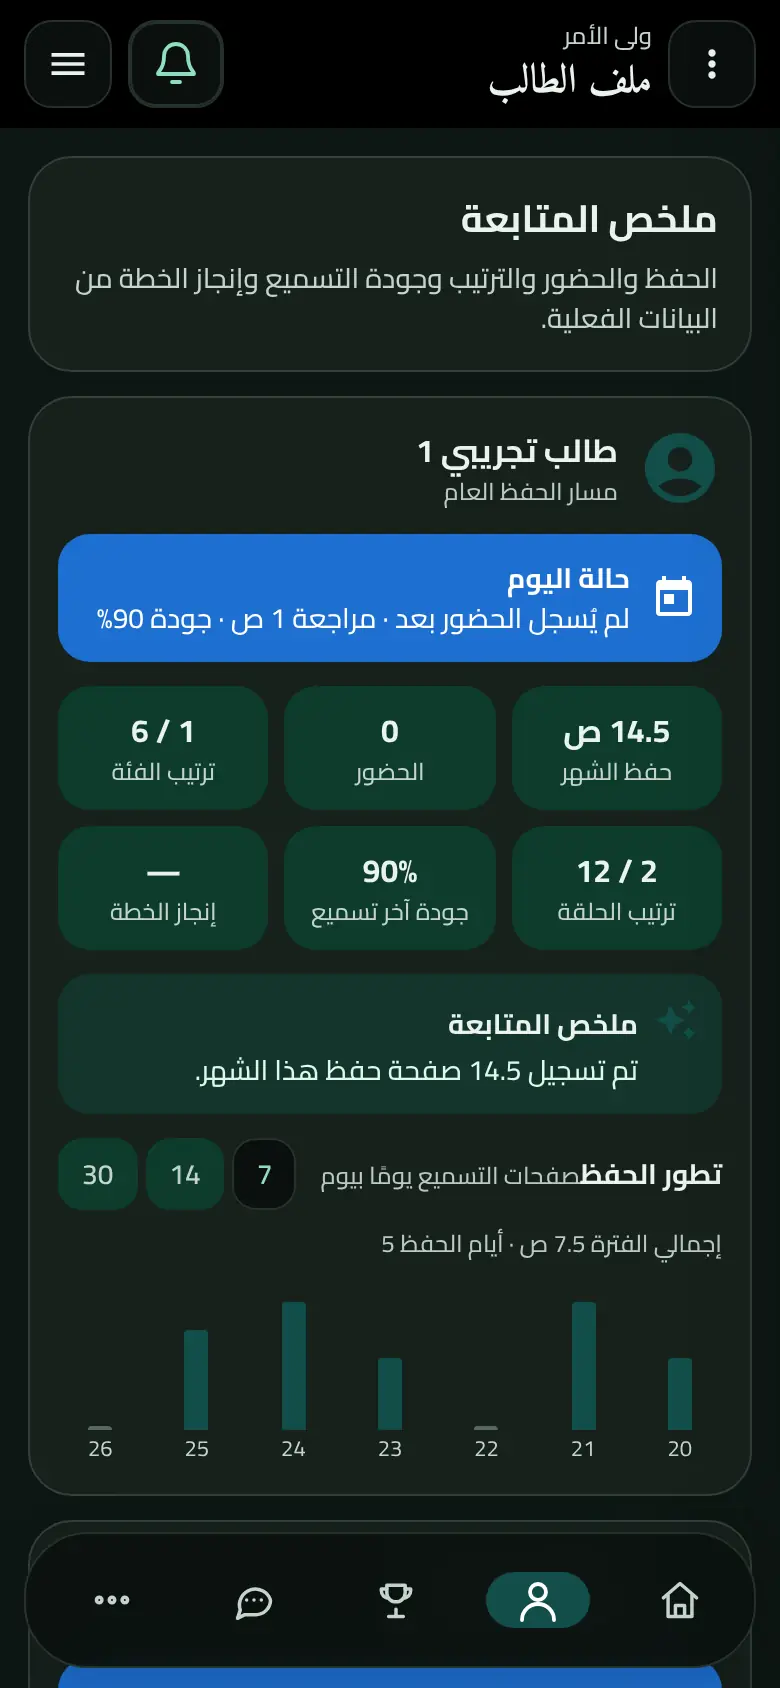 ولي الأمر
ملف الطالب
ملخص المتابعة
الحفظ والحضور والترتيب وجودة التسميع وإنجاز الخطة من
البيانات الفعلية.
طالب تجريبي 1
مسار الحفظ العام
حالة اليوم
لم يُسجل الحضور بعد · مراجعة 1 ص · جودة 90%
14.5 ص
حفظ الشهر
0
الحضور
1 / 6
ترتيب الفئة
2 / 12
ترتيب الحلقة
90%
جودة آخر تسميع
—
إنجاز الخطة
ملخص المتابعة
تم تسجيل 14.5 صفحة حفظ هذا الشهر.
تطور الحفظ صفحات التسميع يومًا بيوم
7
14
30
إجمالي الفترة 7.5 ص · أيام الحفظ 5
20 21 22 23 24 25 26